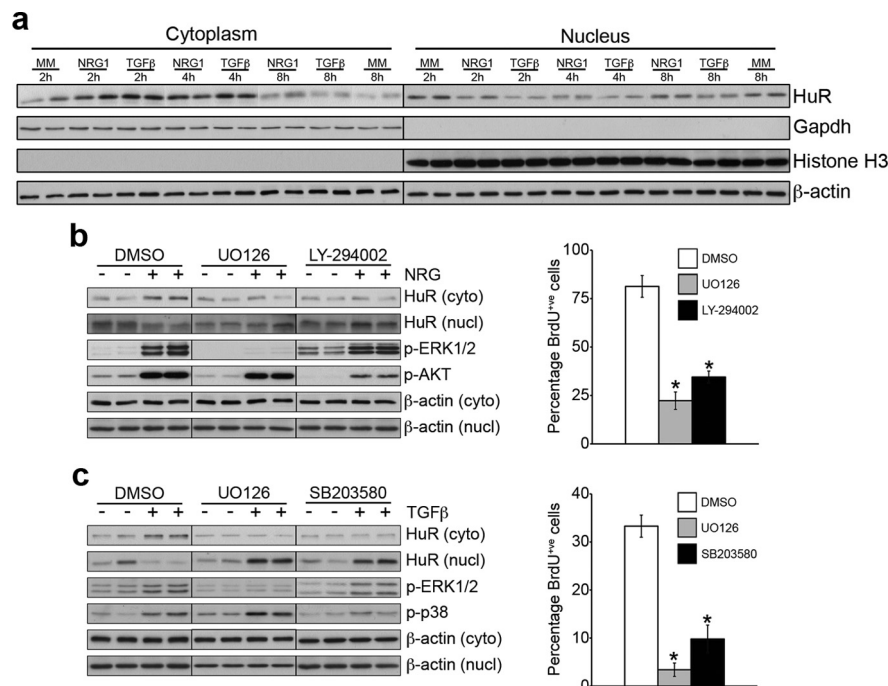 a
Cytoplasm Nucleus
MM NRG1 TGFβ NRG1 TGFβ NRG1 TGFβ MM MM NRG1 TGFβ NRG1 TGFβ NRG1 TGFβ MM
2h 2h 2h 4h 4h 8h 8h 8h 2h 2h 2h 4h 4h 8h 8h 8h
HuR
Gapdh
Histone H3
β-actin
b
DMSO UO126 LY-294002
- - + + - - + + - - + + NRG
HuR (cyto)
HuR (nucl)
p-ERK1/2
p-AKT
β-actin (cyto)
β-actin (nucl)
Percentage BrdU+ve cells
100
75
50
25
0
DMSO
UO126
LY-294002
* *
c
DMSO UO126 SB203580
- - + + - - + + - - + + TGFβ
HuR (cyto)
HuR (nucl)
p-ERK1/2
p-p38
β-actin (cyto)
β-actin (nucl)
Percentage BrdU+ve cells
40
30
20
10
0
DMSO
UO126
SB203580
* *